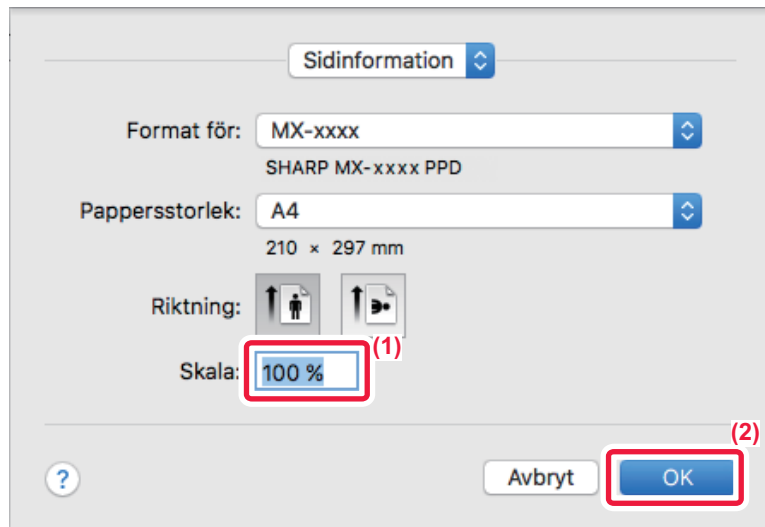 Sidinformation
Format för: MX-xxxx
SHARP MX-xxxx PPD
Pappersstorlek: A4
210 × 297 mm
Riktning:
(1)
Skala: 100 %
(2)
? Avbryt OK